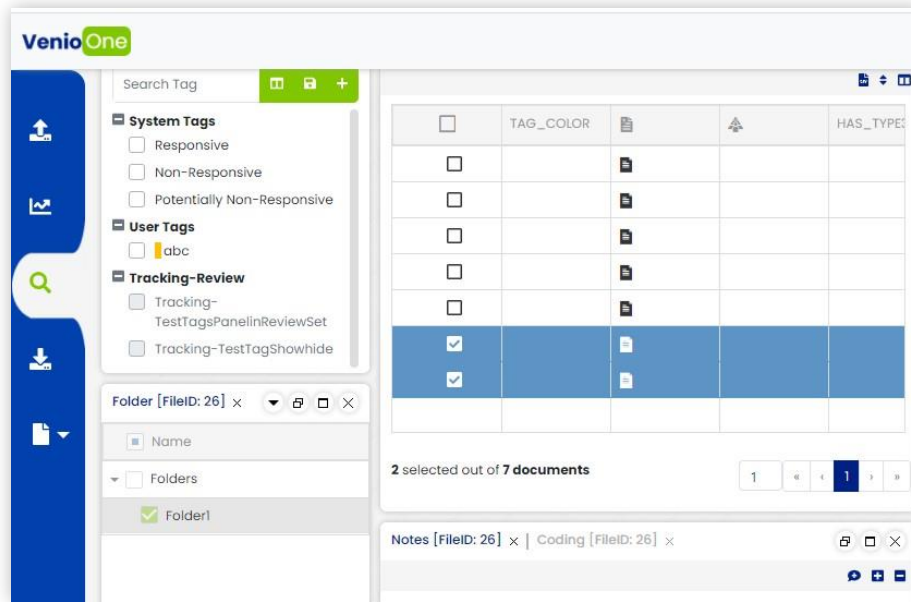 VenioOne
Search Tag
System Tags
Responsive
Non-Responsive
Potentially Non-Responsive
User Tags
abc
Tracking-Review
Tracking-
TestTagsPanelinReviewSet
Tracking-TestTagShowhide
Folder [FileID: 26]
Name
Folders
Folder1
TAG_COLOR HAS_TYPE
2 selected out of 7 documents
1 « ‹ 1 › »
Notes [FileID: 26] × | Coding [FileID: 26] ×